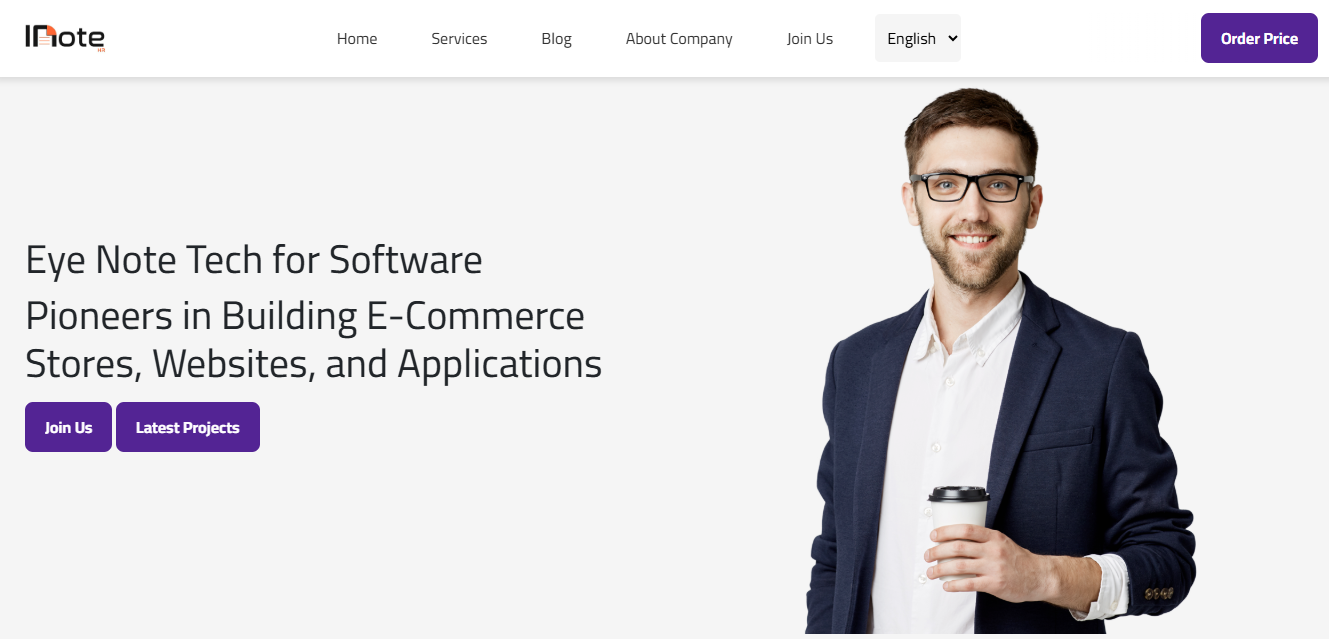 INote
Home
Services
Blog
About Company
Join Us
English
Order Price
Eye Note Tech for Software
Pioneers in Building E-Commerce
Stores, Websites, and Applications
Join Us
Latest Projects